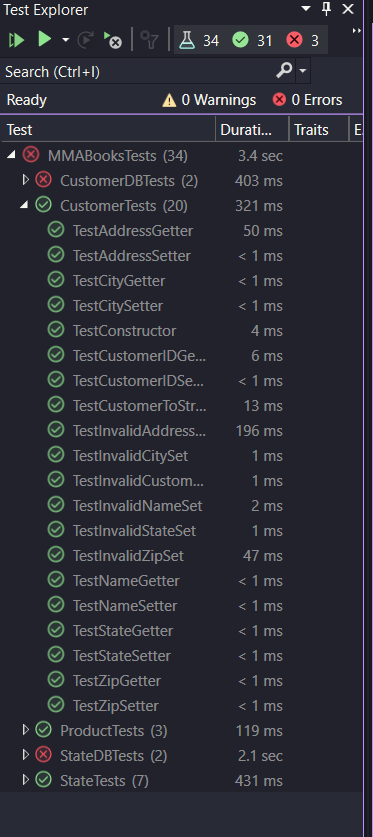 Test Explorer
34 31 3
Search (Ctrl+I)
Ready 0 Warnings 0 Errors
Test Durati... Traits E
MMABooksTests (34) 3.4 sec
CustomerDBTests (2) 403 ms
CustomerTests (20) 321 ms
TestAddressGetter 50 ms
TestAddressSetter < 1 ms
TestCityGetter < 1 ms
TestCitySetter < 1 ms
TestConstructor 4 ms
TestCustomerIDGe... 6 ms
TestCustomerIDSe... < 1 ms
TestCustomerToStr... 13 ms
TestInvalidAddress... 196 ms
TestInvalidCitySet 1 ms
TestInvalidCustom... 1 ms
TestInvalidNameSet 2 ms
TestInvalidStateSet 1 ms
TestInvalidZipSet 47 ms
TestNameGetter < 1 ms
TestNameSetter < 1 ms
TestStateGetter < 1 ms
TestStateSetter < 1 ms
TestZipGetter < 1 ms
TestZipSetter < 1 ms
ProductTests (3) 119 ms
StateDBTests (2) 2.1 sec
StateTests (7) 431 ms